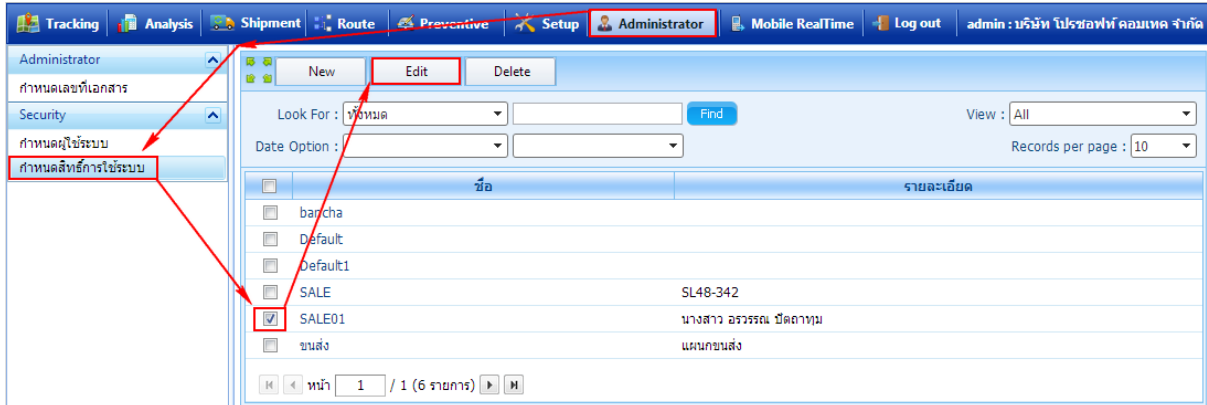 Tracking Analysis Shipment Route Preventive Setup Administrator Mobile RealTime Log out admin : บริษัท โปรซอฟท์ คอมเทค จำกัด
Administrator
กำหนดเลขที่เอกสาร
Security
กำหนดผู้ใช้ระบบ
กำหนดสิทธิ์การใช้ระบบ
New Edit Delete
Look For : ทั้งหมด Find View : All
Date Option : Records per page : 10
ชื่อ รายละเอียด
bancha
Default
Default1
SALE SL48-342
SALE01 นางสาว อรวรรณ ปัตถาทุม
ขนส่ง แผนกขนส่ง
หน้า 1 / 1 (6 รายการ)